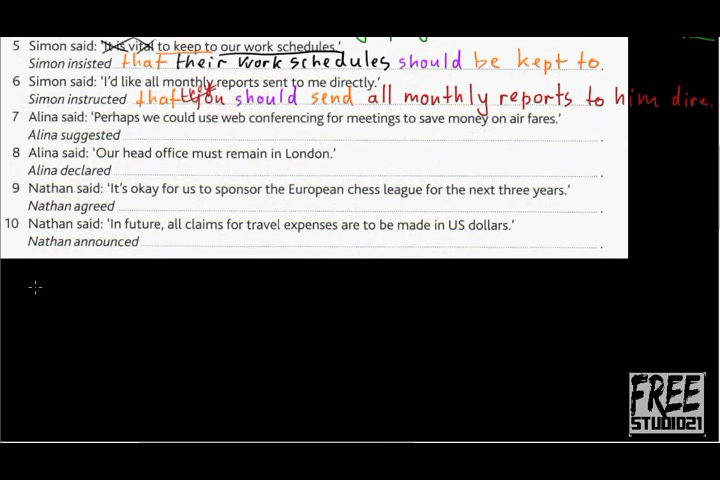 5 Simon said: 'It is vital to keep to our work schedules.'
Simon insisted that their work schedules should be kept to.
6 Simon said: 'I'd like all monthly reports sent to me directly.'
they
Simon instructed that you should send all monthly reports to him dire.
7 Alina said: 'Perhaps we could use web conferencing for meetings to save money on air fares.'
Alina suggested .
8 Alina said: 'Our head office must remain in London.'
Alina declared .
9 Nathan said: 'It's okay for us to sponsor the European chess league for the next three years.'
Nathan agreed .
10 Nathan said: 'In future, all claims for travel expenses are to be made in US dollars.'
Nathan announced .
FREE
STUDIO21